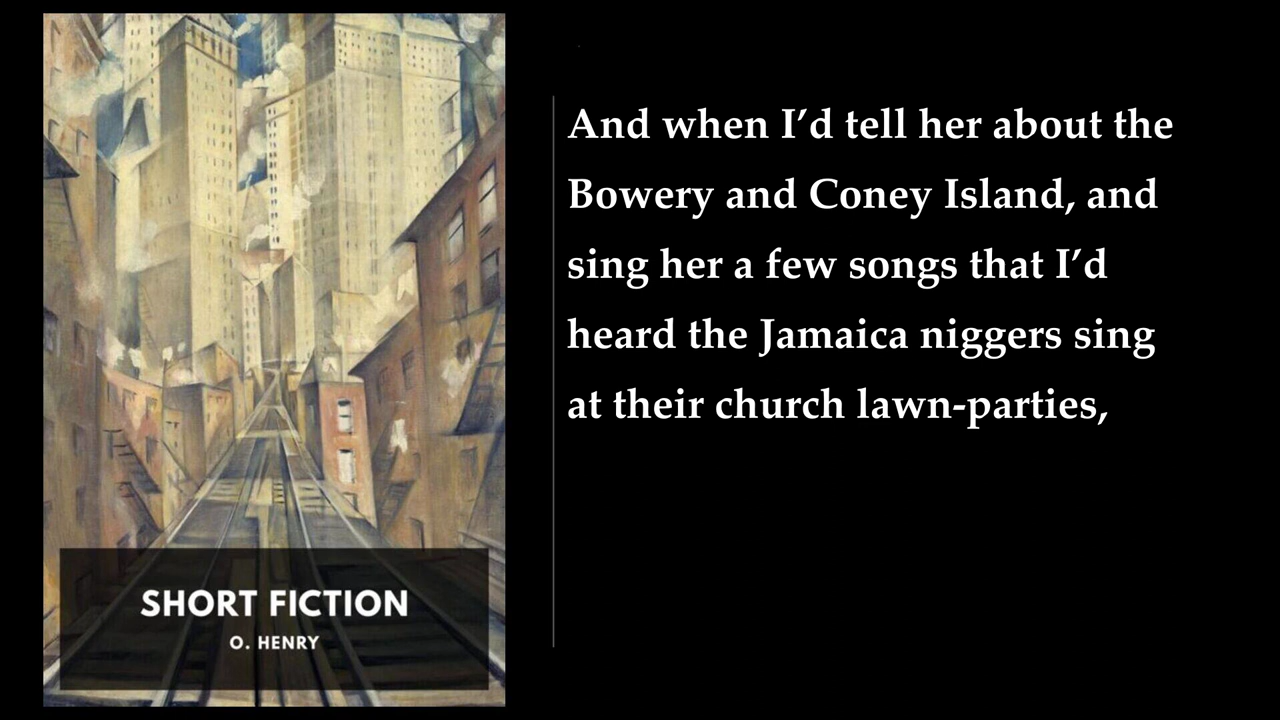 And when I’d tell her about the
Bowery and Coney Island, and
sing her a few songs that I’d
heard the Jamaica niggers sing
at their church lawn-parties,
SHORT FICTION
O. HENRY